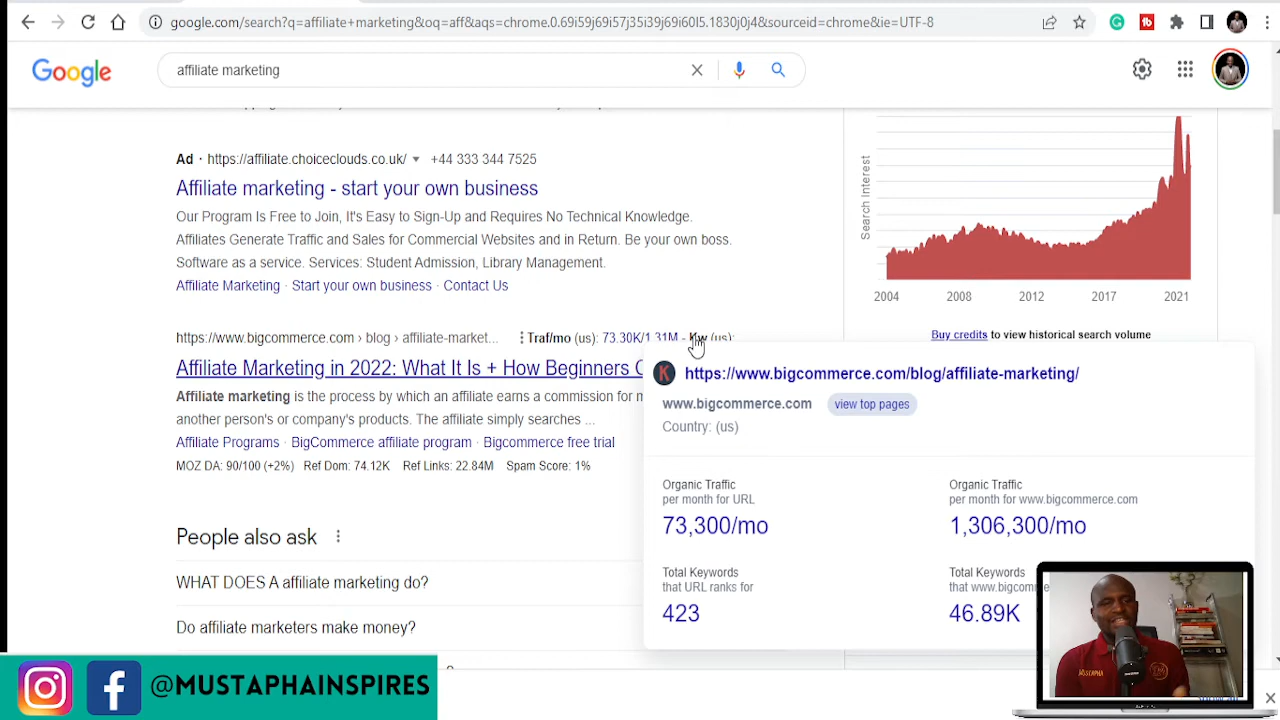 google.com/search?q=affiliate+marketing&oq=aff&aqs=chrome.0.69i59j69i57j35i39j69i60l5.1830j0j4&sourceid=chrome&ie=UTF-8
Google
affiliate marketing
Ad · https://affiliate.choiceclouds.co.uk/ +44 333 344 7525
Affiliate marketing - start your own business
Our Program Is Free to Join, It's Easy to Sign-Up and Requires No Technical Knowledge.
Affiliates Generate Traffic and Sales for Commercial Websites and in Return. Be your own boss.
Software as a service. Services: Student Admission, Library Management.
Affiliate Marketing · Start your own business · Contact Us
https://www.bigcommerce.com › blog › affiliate-market... Traf/mo (us): 73.30K/1.31M - Kw (us):
Affiliate Marketing in 2022: What It Is + How Beginners
Affiliate marketing is the process by which an affiliate earns a commission for
another person's or company's products. The affiliate simply searches ...
Affiliate Programs · BigCommerce affiliate program · Bigcommerce free trial
MOZ DA: 90/100 (+2%) Ref Dom: 74.12K Ref Links: 22.84M Spam Score: 1%
People also ask
WHAT DOES A affiliate marketing do?
Do affiliate marketers make money?
Search Interest
2004 2008 2012 2017 2021
Buy credits to view historical search volume
K https://www.bigcommerce.com/blog/affiliate-marketing/
www.bigcommerce.com view top pages
Country: (us)
Organic Traffic
per month for URL
73,300/mo
Organic Traffic
per month for www.bigcommerce.com
1,306,300/mo
Total Keywords
that URL ranks for
423
Total Keywords
that www.bigcom
46.89K
MUSTAPHA
@MUSTAPHAINSPIRES